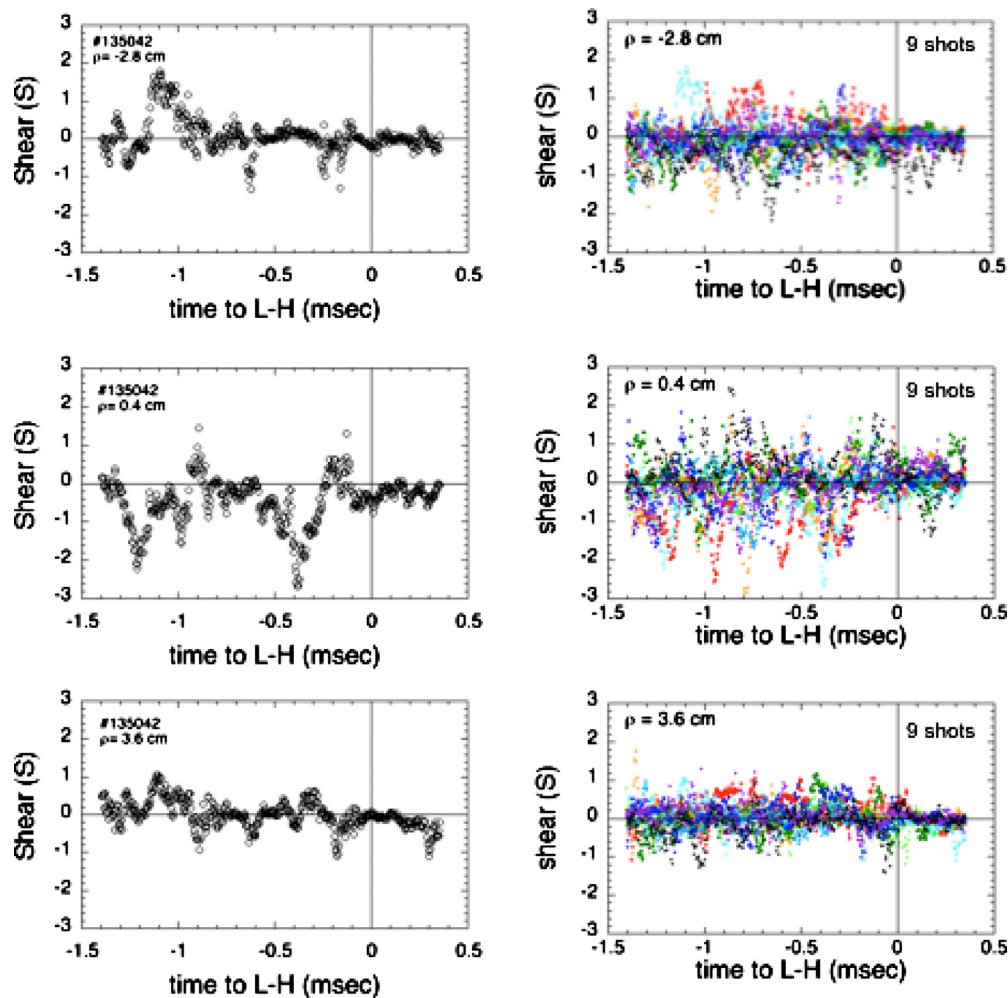 #135042
ρ= -2.8 cm
3
2
1
0
-1
-2
-3
Shear (S)
-1.5 -1 -0.5 0 0.5
time to L-H (msec)
ρ = -2.8 cm
9 shots
3
2
1
0
-1
-2
-3
shear (S)
-1.5 -1 -0.5 0 0.5
time to L-H (msec)
#135042
ρ= 0.4 cm
3
2
1
0
-1
-2
-3
Shear (S)
-1.5 -1 -0.5 0 0.5
time to L-H (msec)
ρ = 0.4 cm
9 shots
3
2
1
0
-1
-2
-3
shear (S)
-1.5 -1 -0.5 0 0.5
time to L-H (msec)
#135042
ρ= 3.6 cm
3
2
1
0
-1
-2
-3
Shear (S)
-1.5 -1 -0.5 0 0.5
time to L-H (msec)
ρ = 3.6 cm
9 shots
3
2
1
0
-1
-2
-3
shear (S)
-1.5 -1 -0.5 0 0.5
time to L-H (msec)